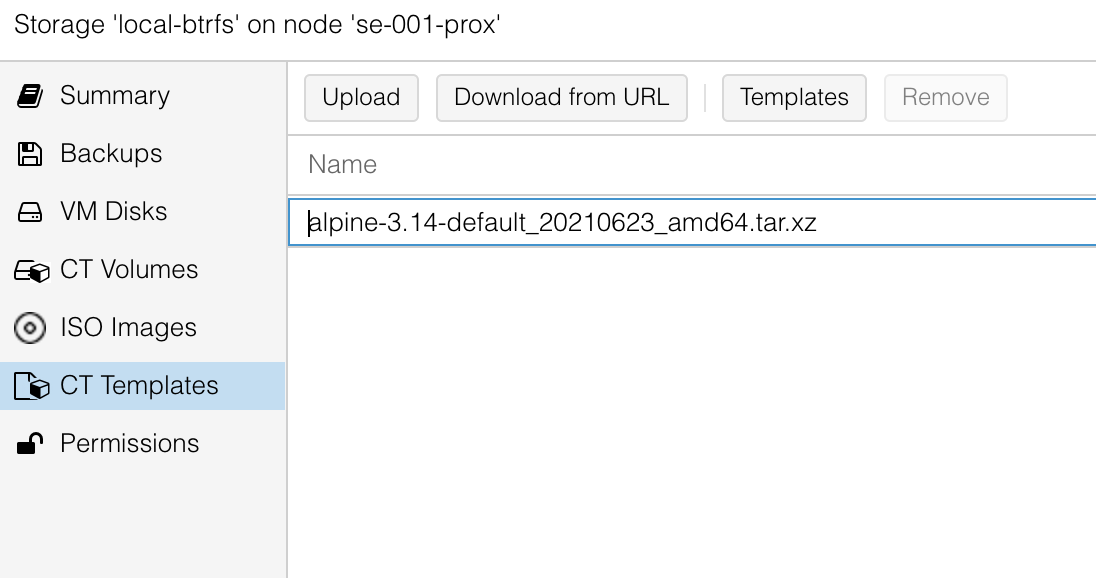 Storage 'local-btrfs' on node 'se-001-prox'
Summary
Backups
VM Disks
CT Volumes
ISO Images
CT Templates
Permissions
Upload Download from URL Templates Remove
Name
alpine-3.14-default_20210623_amd64.tar.xz